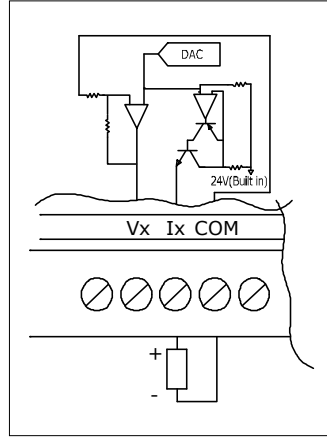 DAC
24V(Built in)
Vx Ix COM
+
-